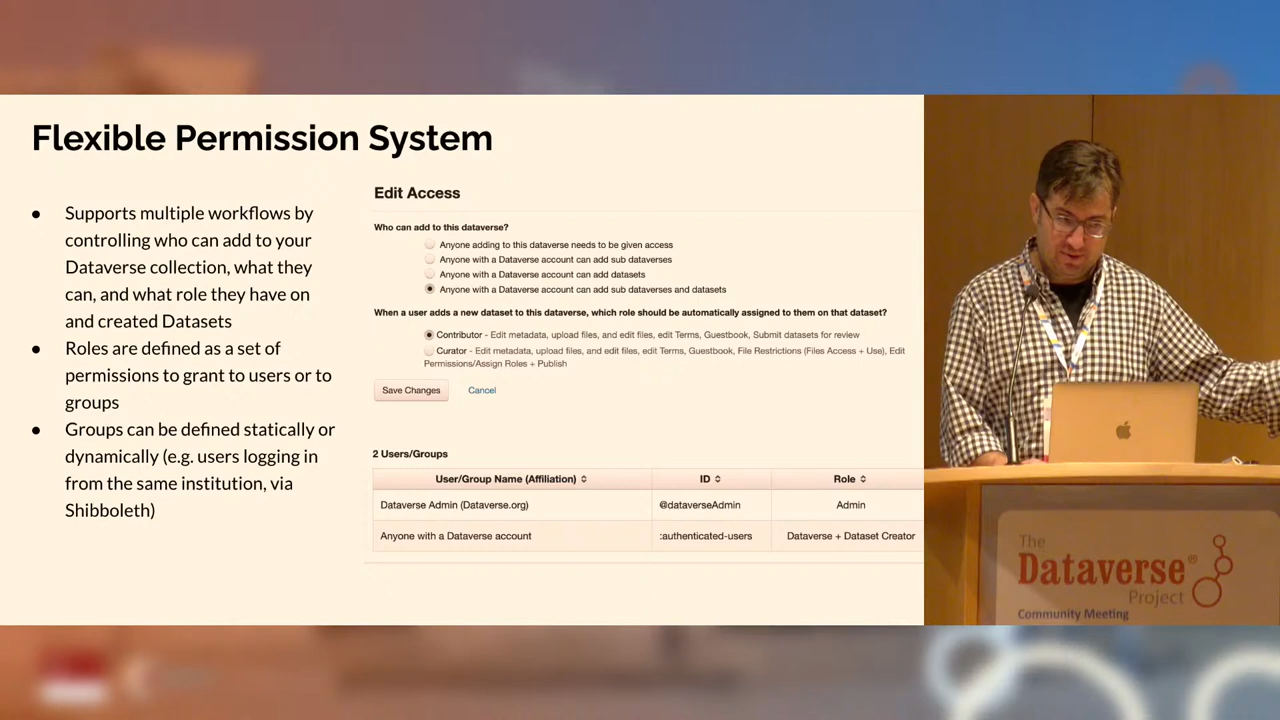 Flexible Permission System
● Supports multiple workflows by
controlling who can add to your
Dataverse collection, what they
can, and what role they have on
and created Datasets
● Roles are defined as a set of
permissions to grant to users or to
groups
● Groups can be defined statically or
dynamically (e.g. users logging in
from the same institution, via
Shibboleth)
Edit Access
Who can add to this dataverse?
Anyone adding to this dataverse needs to be given access
Anyone with a Dataverse account can add sub dataverses
Anyone with a Dataverse account can add datasets
Anyone with a Dataverse account can add sub dataverses and datasets
When a user adds a new dataset to this dataverse, which role should be automatically assigned to them on that dataset?
Contributor - Edit metadata, upload files, and edit files, edit Terms, Guestbook, Submit datasets for review
Curator - Edit metadata, upload files, and edit files, edit Terms, Guestbook, File Restrictions (Files Access + Use), Edit
Permissions/Assign Roles + Publish
Save Changes Cancel
2 Users/Groups
User/Group Name (Affiliation) ID Role
Dataverse Admin (Dataverse.org) @dataverseAdmin Admin
Anyone with a Dataverse account :authenticated-users Dataverse + Dataset Creator
The
Dataverse®
Project
Community Meeting